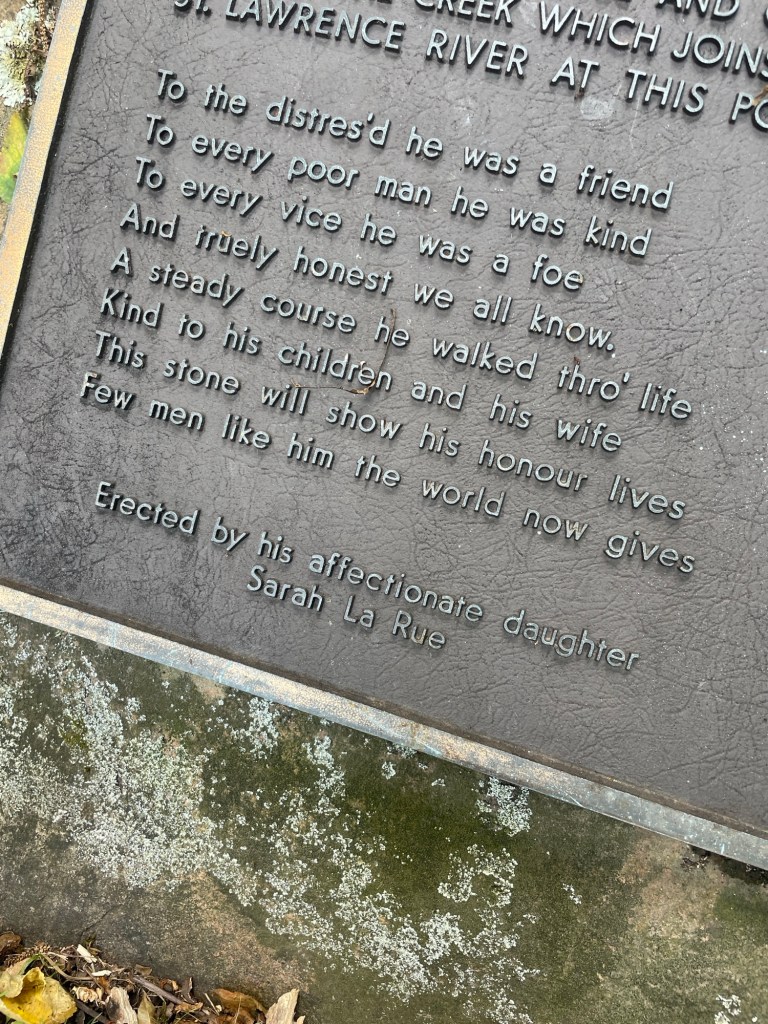 CREEK WHICH JOINS
ST. LAWRENCE RIVER AT THIS
To the distres'd he was a friend
To every poor man he was kind
To every vice he was a foe
And truely honest we all know.
A steady course he walked thro' life
Kind to his children and his wife
This stone will show his honour lives
Few men like him the world now gives
Erected by his affectionate daughter
Sarah La Rue